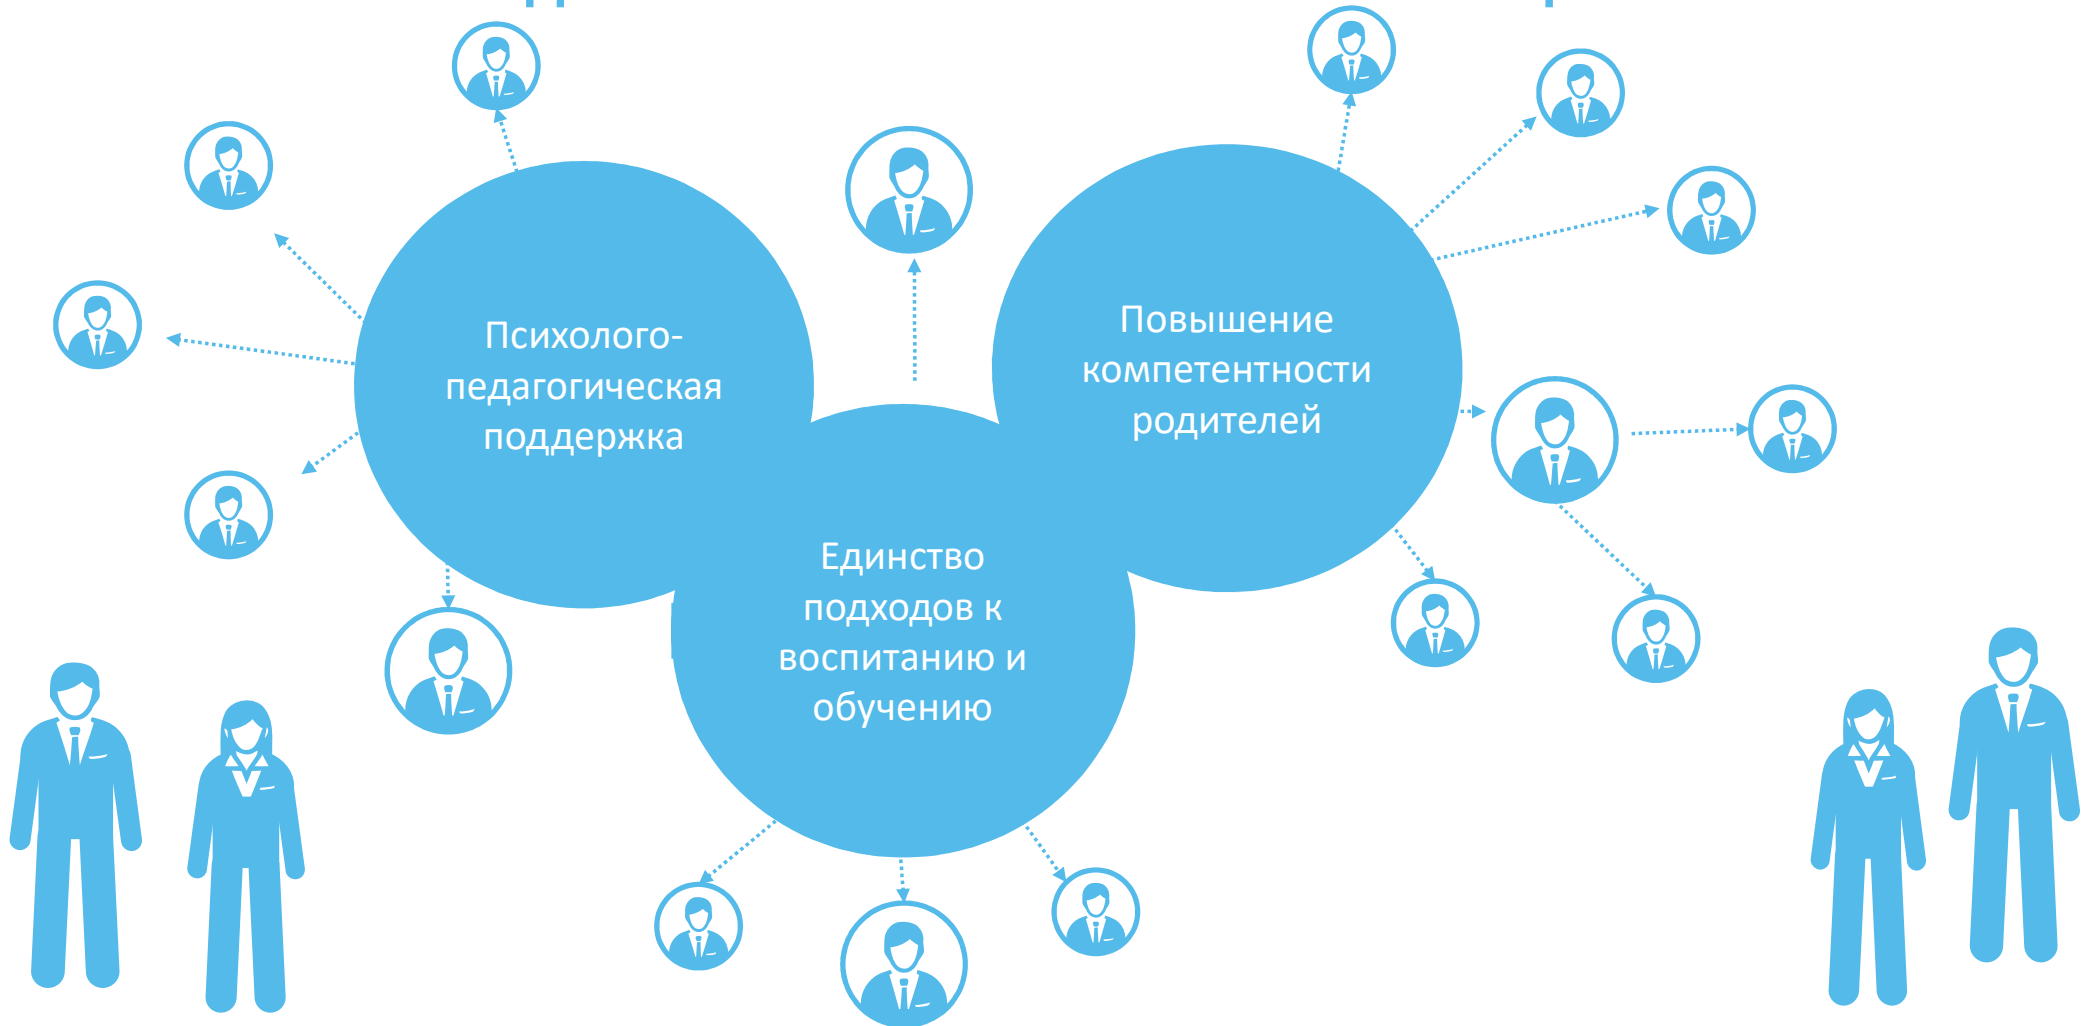 Психолого-
педагогическая
поддержка
Повышение
компетентности
родителей
Единство
подходов к
воспитанию и
обучению